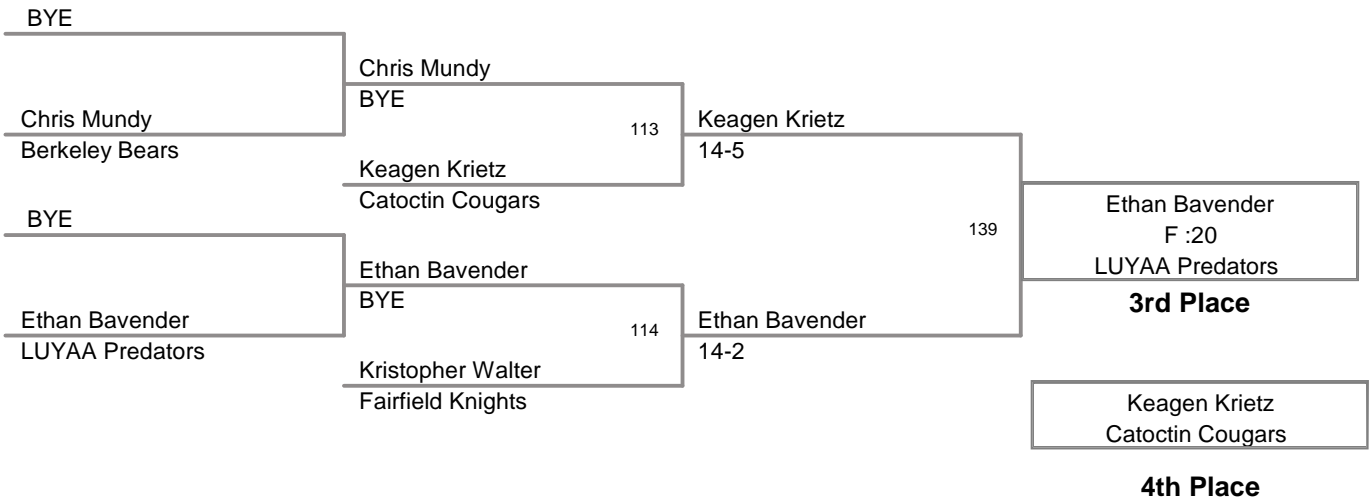 BYE
Chris Mundy
BYE
Chris Mundy
Berkeley Bears
113
Keagen Krietz
14-5
Keagen Krietz
Catoctin Cougars
BYE
Ethan Bavender
BYE
Ethan Bavender
LUYAA Predators
114
Ethan Bavender
14-2
Kristopher Walter
Fairfield Knights
139
Ethan Bavender
F :20
LUYAA Predators
3rd Place
Keagen Krietz
Catoctin Cougars
4th Place